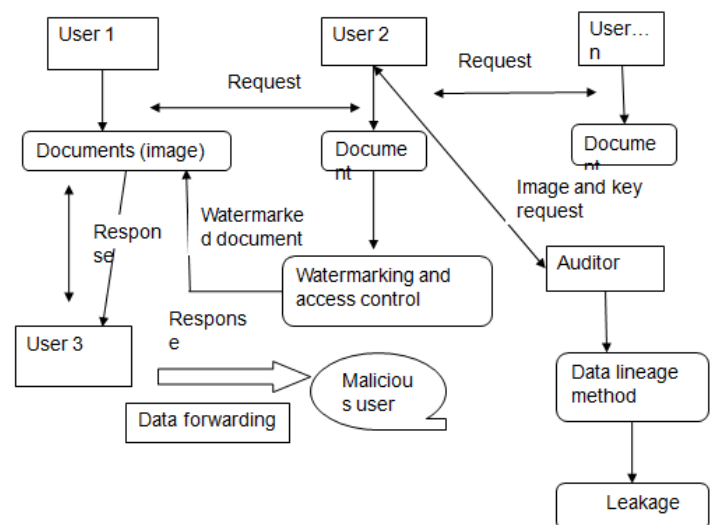 User 1
User 2
User…
n
Request
Request
Documents (image)
Docume
nt
Docume
nt
Image and key
request
Watermarke
d document
Respon
se
Auditor
Watermarking and
access control
Respons
e
User 3
Maliciou
s user
Data lineage
method
Data forwarding
Leakage